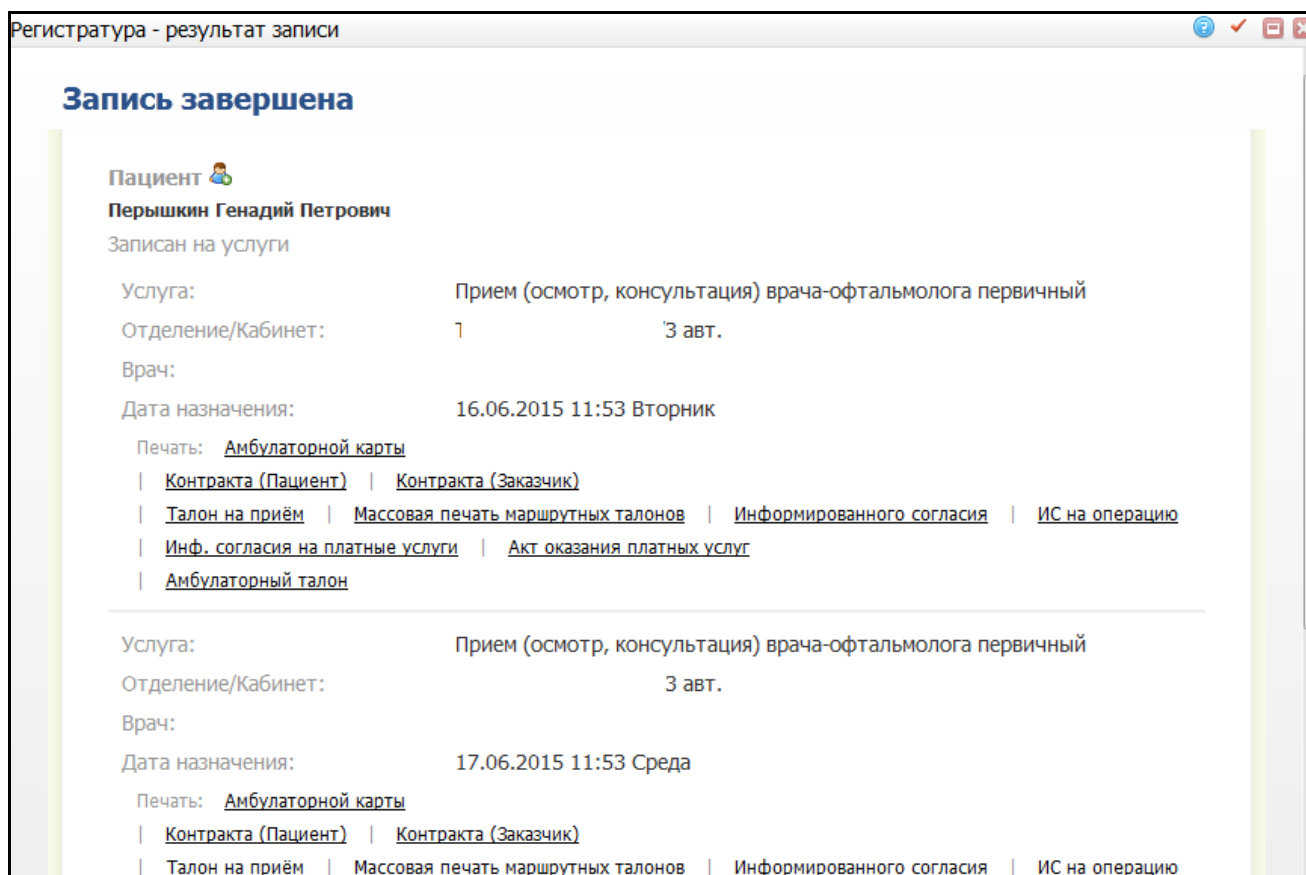 Регистратура - результат записи
Запись завершена
Пациент
Перышкин Генадий Петрович
Записан на услуги
Услуга: Прием (осмотр, консультация) врача-офтальмолога первичный
Отделение/Кабинет: 3 авт.
Врач:
Дата назначения: 16.06.2015 11:53 Вторник
Печать: Амбулаторной карты
| Контракта (Пациент) | Контракта (Заказчик)
| Талон на приём | Массовая печать маршрутных талонов | Информированного согласия | ИС на операцию
| Инф. согласия на платные услуги | Акт оказания платных услуг
| Амбулаторный талон
Услуга: Прием (осмотр, консультация) врача-офтальмолога первичный
Отделение/Кабинет: 3 авт.
Врач:
Дата назначения: 17.06.2015 11:53 Среда
Печать: Амбулаторной карты
| Контракта (Пациент) | Контракта (Заказчик)
| Талон на приём | Массовая печать маршрутных талонов | Информированного согласия | ИС на операцию